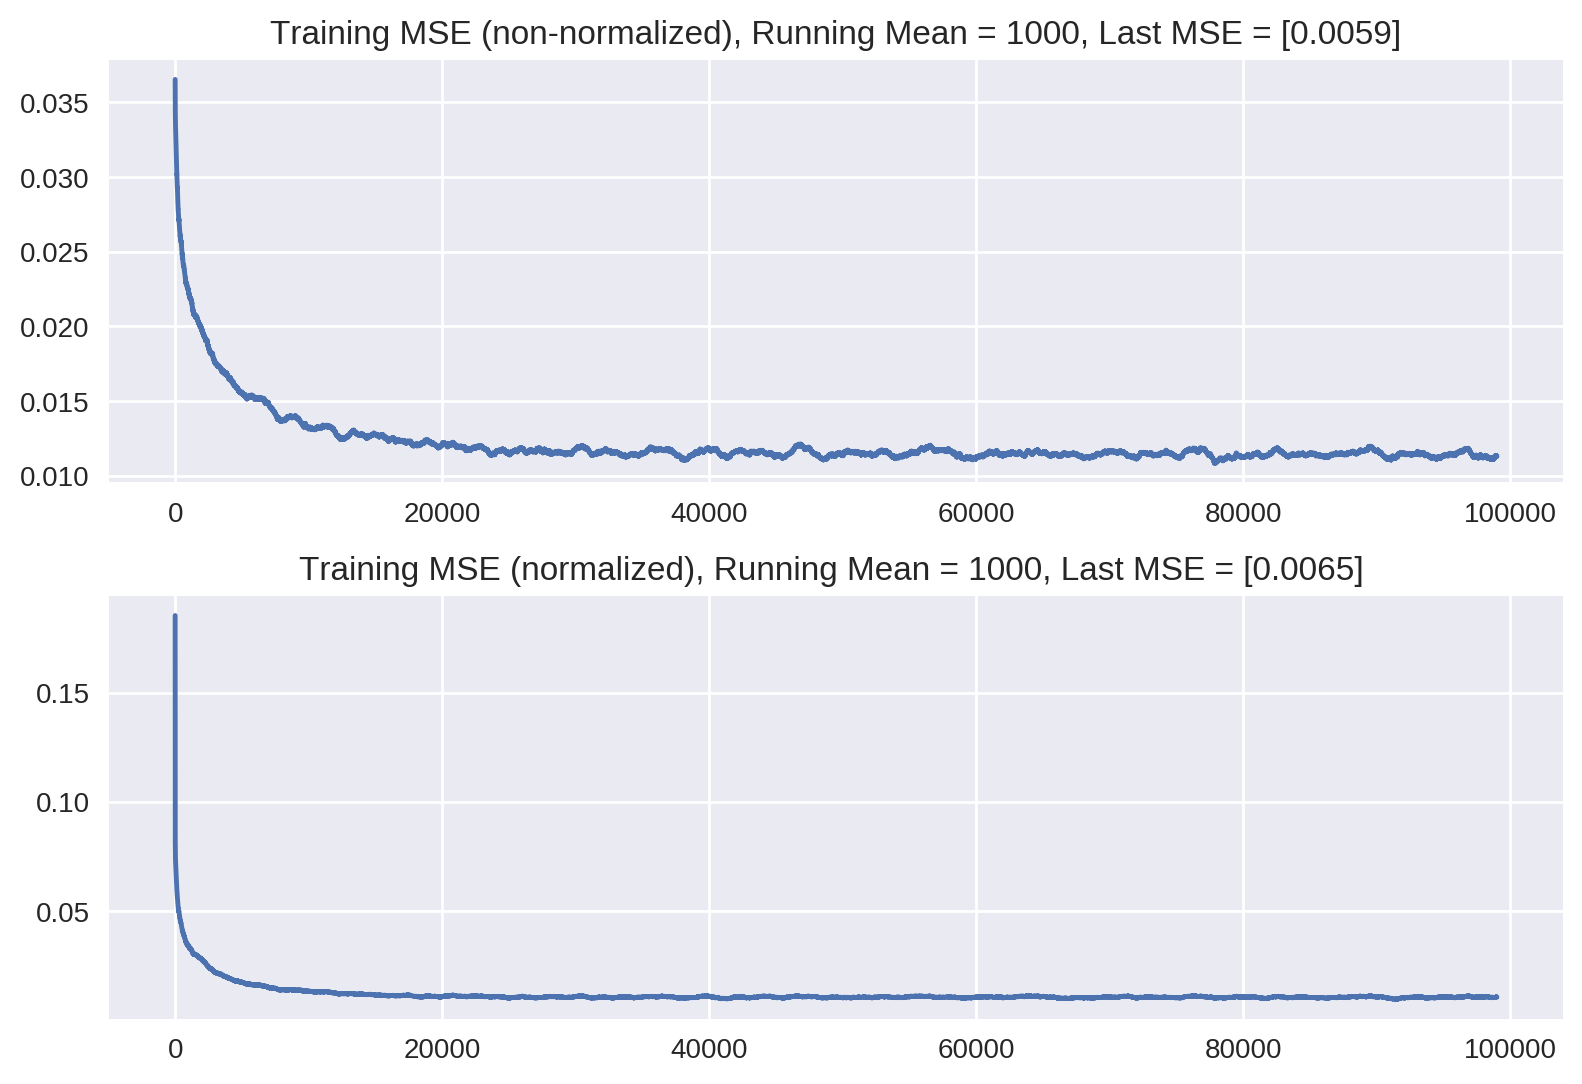 Training MSE (non-normalized), Running Mean = 1000, Last MSE = [0.0059]
0.035
0.030
0.025
0.020
0.015
0.010
0 20000 40000 60000 80000 100000
Training MSE (normalized), Running Mean = 1000, Last MSE = [0.0065]
0.15
0.10
0.05
0 20000 40000 60000 80000 100000